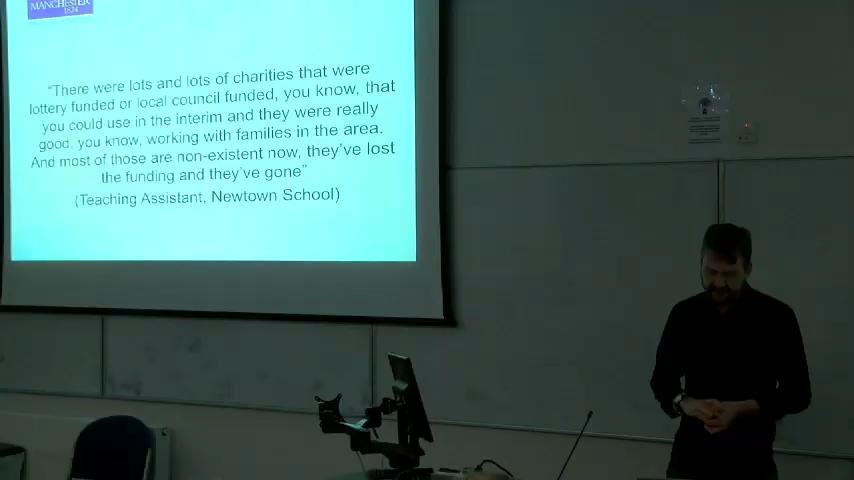 MANCHESTER
1824
“There were lots and lots of charities that were
lottery funded or local council funded, you know, that
you could use in the interim and they were really
good, you know, working with families in the area.
And most of those are non-existent now, they’ve lost
the funding and they’ve gone”
(Teaching Assistant, Newtown School)